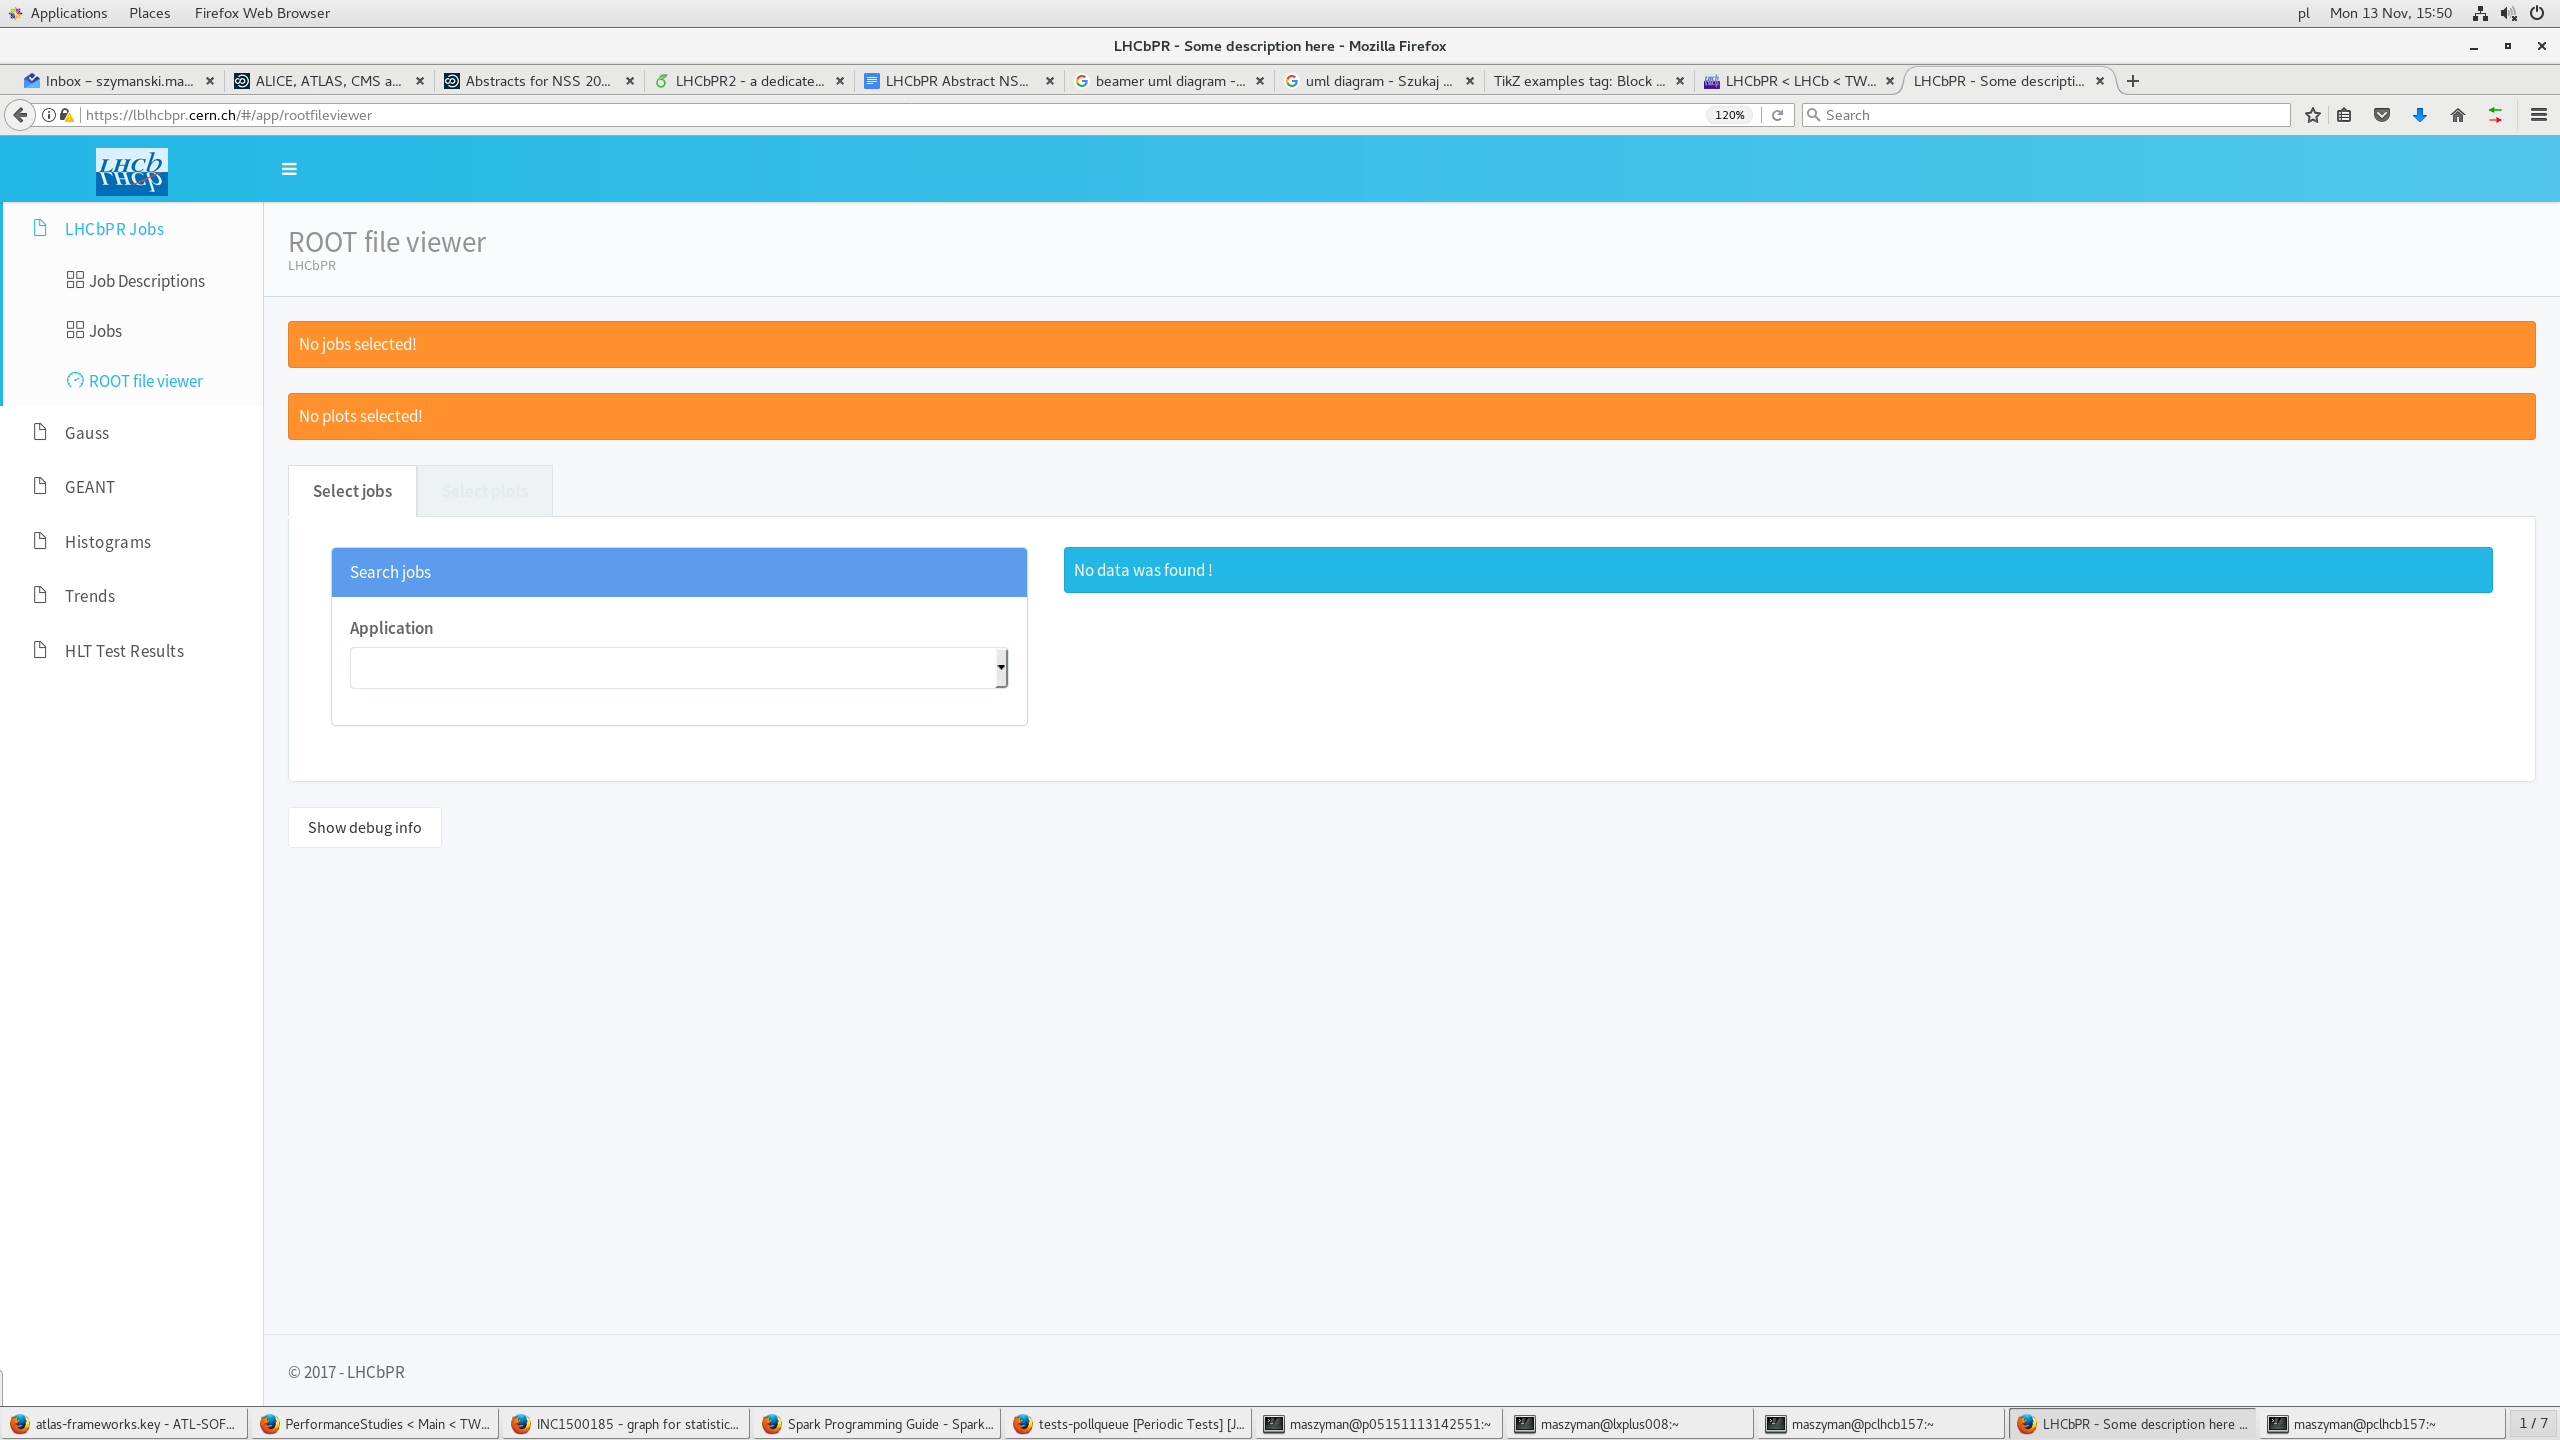 Applications Places Firefox Web Browser pl Mon 13 Nov, 15:50
LHCbPR - Some description here - Mozilla Firefox
Inbox – szymanski.ma... ALICE, ATLAS, CMS a... Abstracts for NSS 20... LHCbPR2 - a dedicate... LHCbPR Abstract NS... beamer uml diagram -... uml diagram - Szukaj ... TikZ examples tag: Block ... LHCbPR < LHCb < TW... LHCbPR - Some descripti...
https://lblhcbpr.cern.ch/#/app/rootfileviewer 120% Search
LHCb
LHCbPR Jobs
Job Descriptions
Jobs
ROOT file viewer
Gauss
GEANT
Histograms
Trends
HLT Test Results
ROOT file viewer
LHCbPR
No jobs selected!
No plots selected!
Select jobs Select plots
Search jobs
Application
No data was found !
Show debug info
© 2017 - LHCbPR
atlas-frameworks.key - ATL-SOF... PerformanceStudies < Main < TW... INC1500185 - graph for statistic... Spark Programming Guide - Spark... tests-pollqueue [Periodic Tests] [J... maszyman@p05151113142551:~ maszyman@lxplus008:~ maszyman@pclhcb157:~ LHCbPR - Some description here ... maszyman@pclhcb157:~ 1 / 7